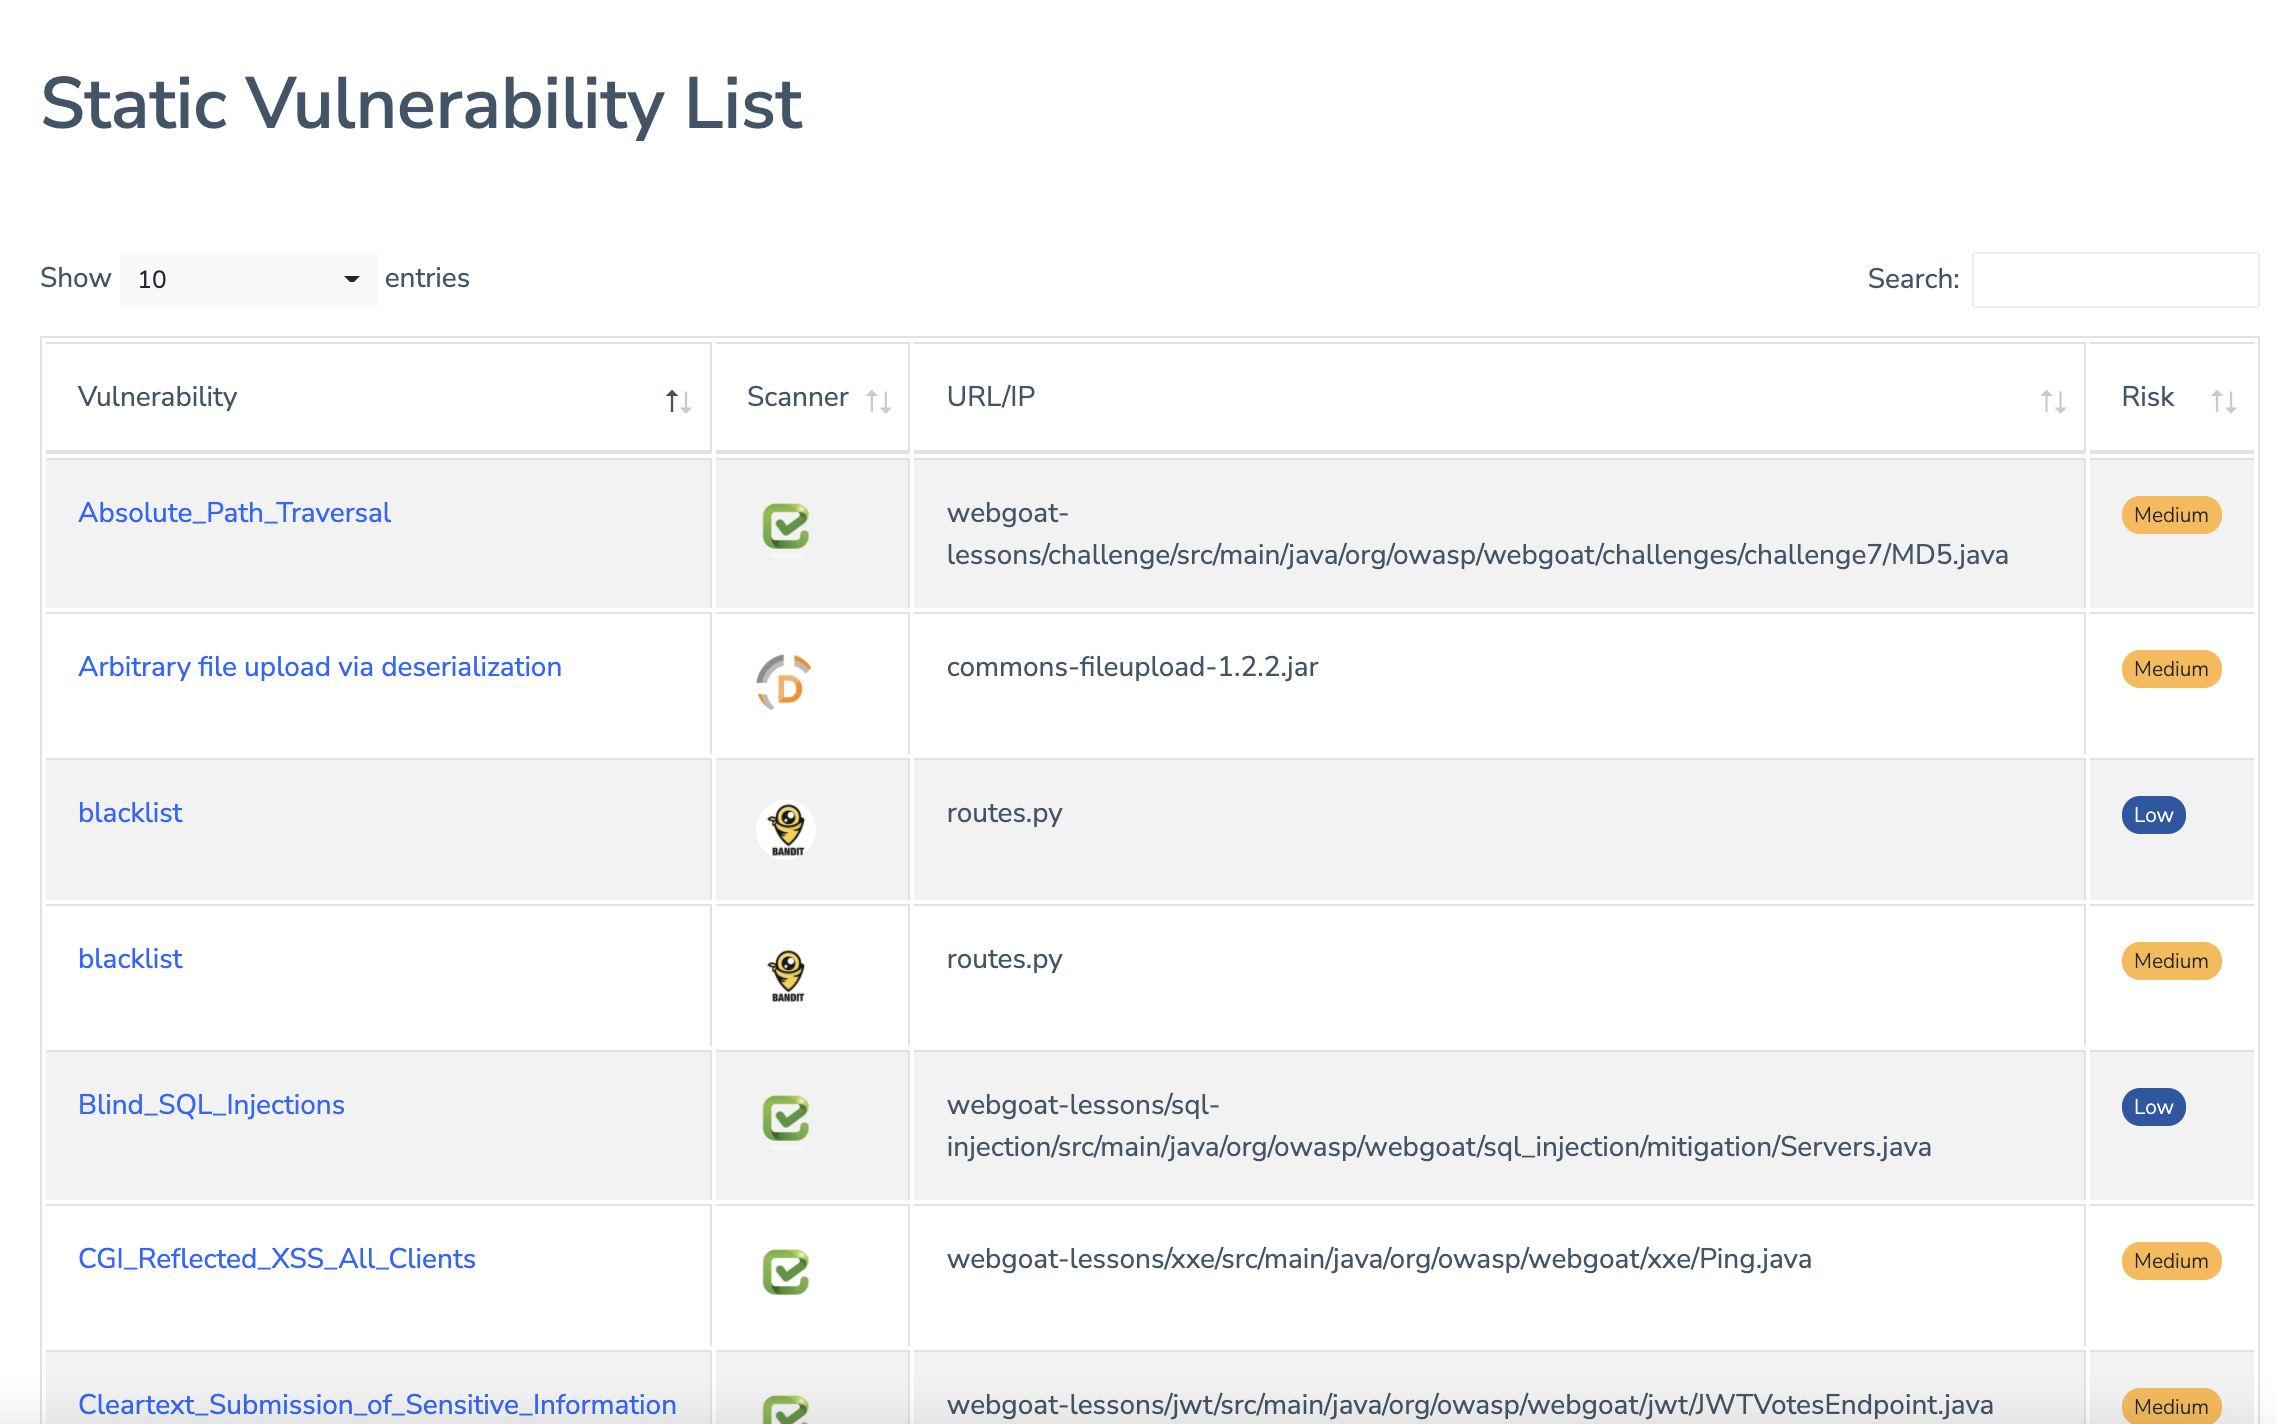 Static Vulnerability List
Show 10 entries
Search:
Vulnerability Scanner URL/IP Risk
Absolute_Path_Traversal
webgoat-
lessons/challenge/src/main/java/org/owasp/webgoat/challenges/challenge7/MD5.java
Medium
Arbitrary file upload via deserialization
D
commons-fileupload-1.2.2.jar
Medium
blacklist
BANDIT
routes.py
Low
blacklist
BANDIT
routes.py
Medium
Blind_SQL_Injections
webgoat-lessons/sql-
injection/src/main/java/org/owasp/webgoat/sql_injection/mitigation/Servers.java
Low
CGI_Reflected_XSS_All_Clients
webgoat-lessons/xxe/src/main/java/org/owasp/webgoat/xxe/Ping.java
Medium
Cleartext_Submission_of_Sensitive_Information
webgoat-lessons/jwt/src/main/java/org/owasp/webgoat/jwt/JWTVotesEndpoint.java
Medium